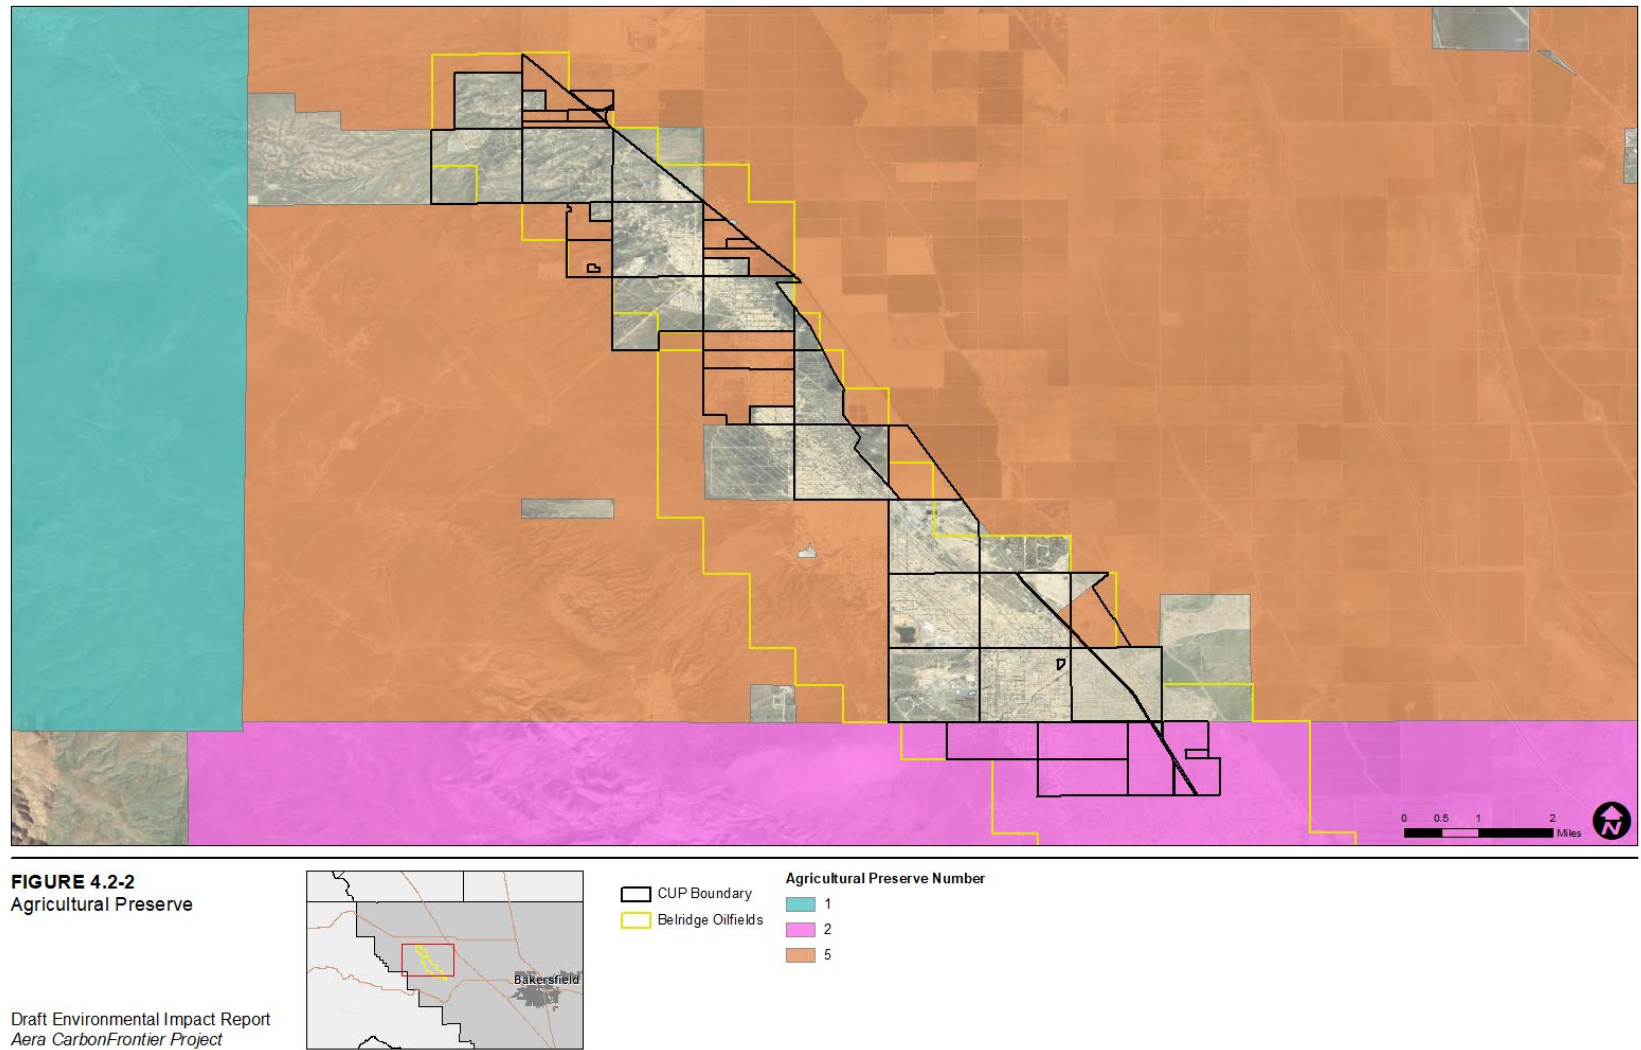 0 0.5 1 2
Miles
N
FIGURE 4.2-2
Agricultural Preserve
Draft Environmental Impact Report
Aera CarbonFrontier Project
Bakersfield
CUP Boundary
Belridge Oilfields
Agricultural Preserve Number
1
2
5